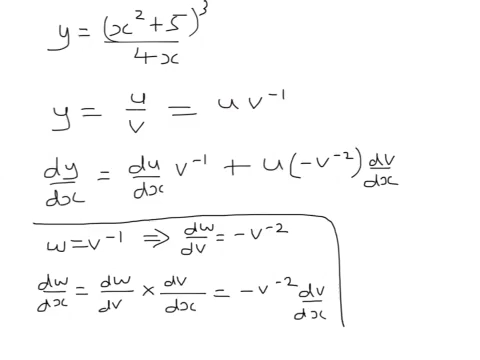 y = (x² + 5)³ / 4x
y = u/v = uv⁻¹
dy/dx = du/dx v⁻¹ + u(-v⁻²) dv/dx
w = v⁻¹ ⇒ dw/dv = -v⁻²
dw/dx = dw/dv × dv/dx = -v⁻² dv/dx